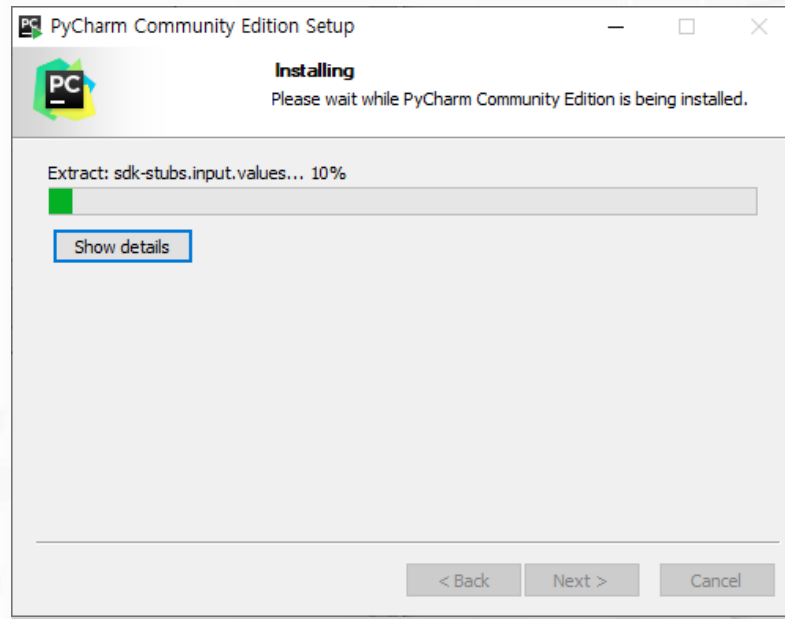 PC PyCharm Community Edition Setup
PC
Installing
Please wait while PyCharm Community Edition is being installed.
Extract: sdk-stubs.input.values... 10%
Show details
< Back
Next >
Cancel